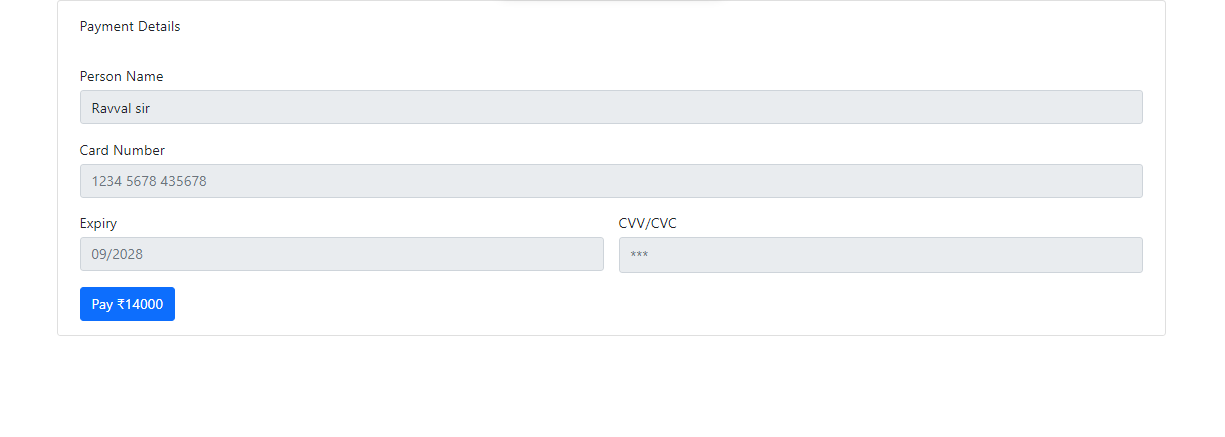 Payment Details
Person Name
Ravval sir
Card Number
1234 5678 435678
Expiry
CVV/CVC
09/2028
***
Pay ₹14000